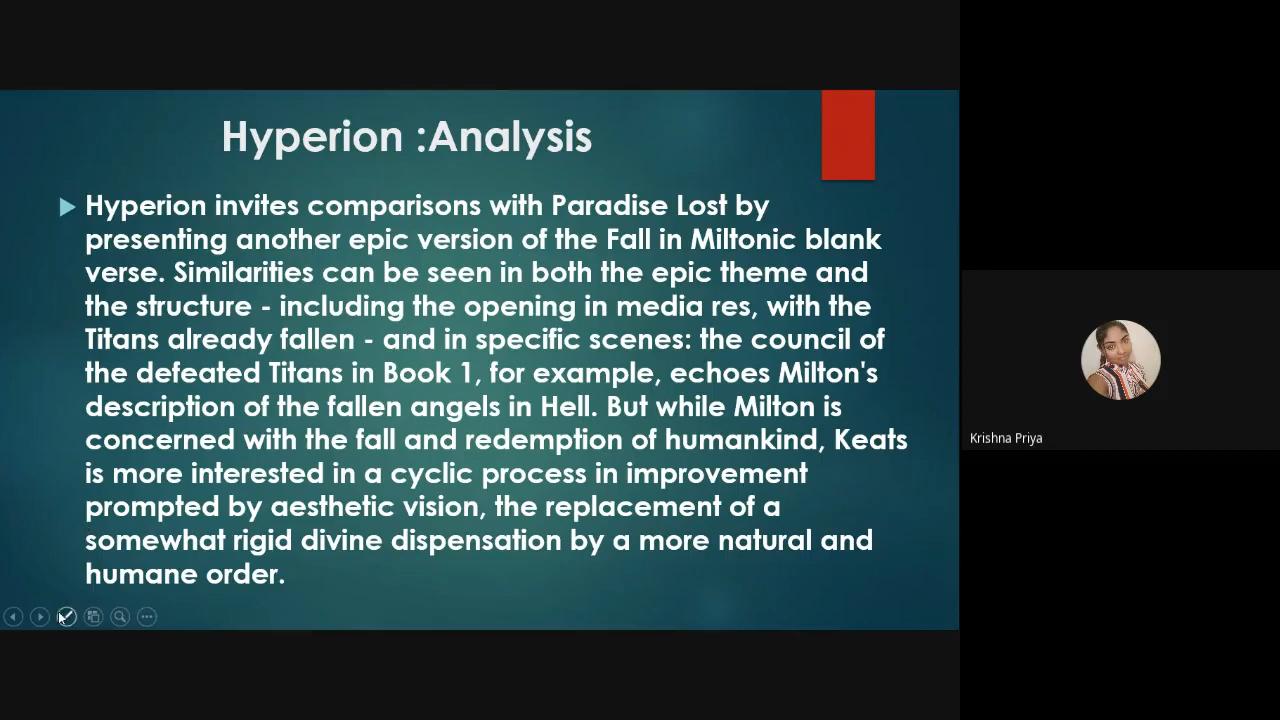 Hyperion :Analysis
Hyperion invites comparisons with Paradise Lost by
presenting another epic version of the Fall in Miltonic blank
verse. Similarities can be seen in both the epic theme and
the structure - including the opening in media res, with the
Titans already fallen - and in specific scenes: the council of
the defeated Titans in Book 1, for example, echoes Milton's
description of the fallen angels in Hell. But while Milton is
concerned with the fall and redemption of humankind, Keats
is more interested in a cyclic process in improvement
prompted by aesthetic vision, the replacement of a
somewhat rigid divine dispensation by a more natural and
humane order.
Krishna Priya